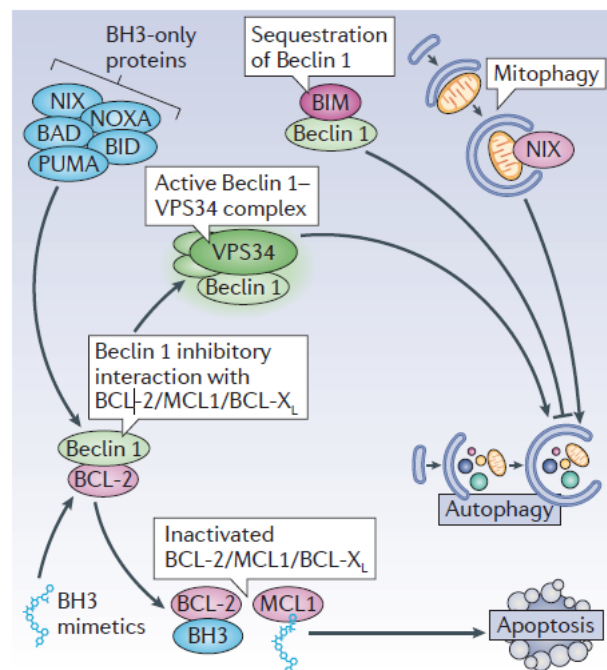 BH3-only
proteins
NIX
NOXA
BAD
BID
PUMA
Sequestration
of Beclin 1
BIM
Beclin 1
Mitophagy
NIX
Active Beclin 1–
VPS34 complex
VPS34
Beclin 1
Beclin 1 inhibitory
interaction with
BCL-2/MCL1/BCL-XL
Beclin 1
BCL-2
Autophagy
Inactivated
BCL-2/MCL1/BCL-XL
BH3
mimetics
BCL-2
MCL1
BH3
Apoptosis